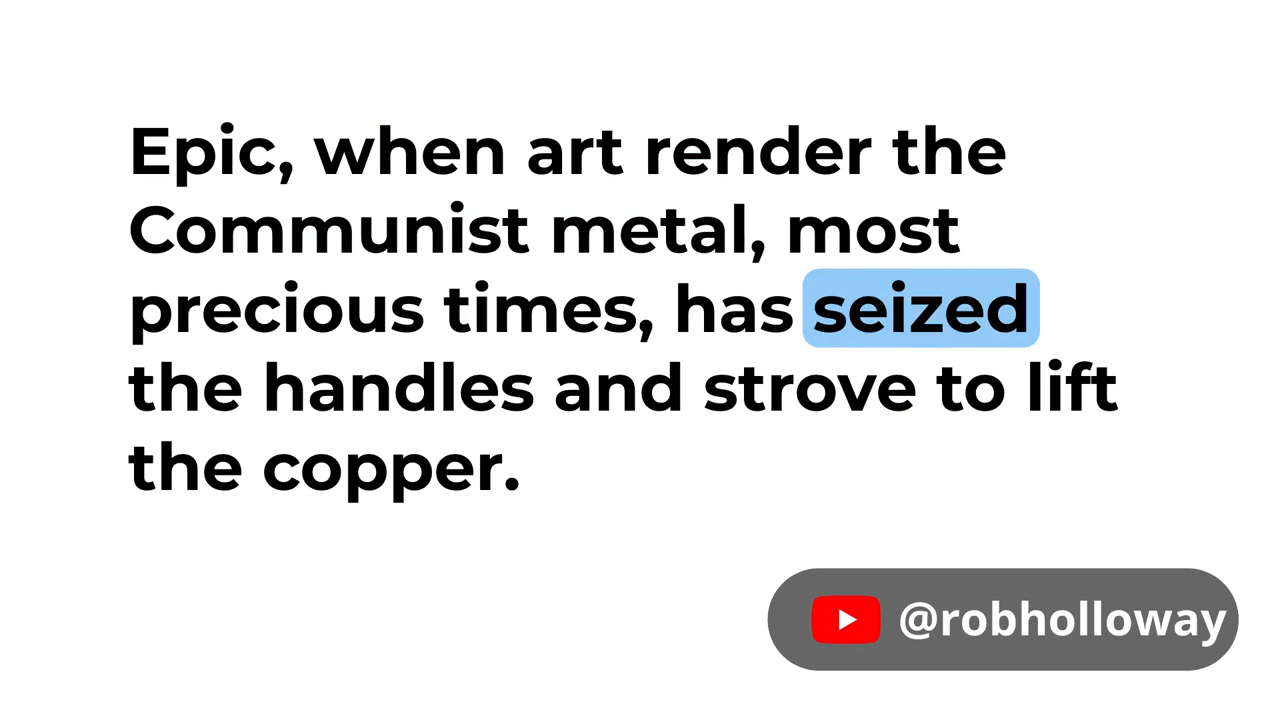 Epic, when art render the
Communist metal, most
precious times, has seized
the handles and strove to lift
the copper.
@robholloway